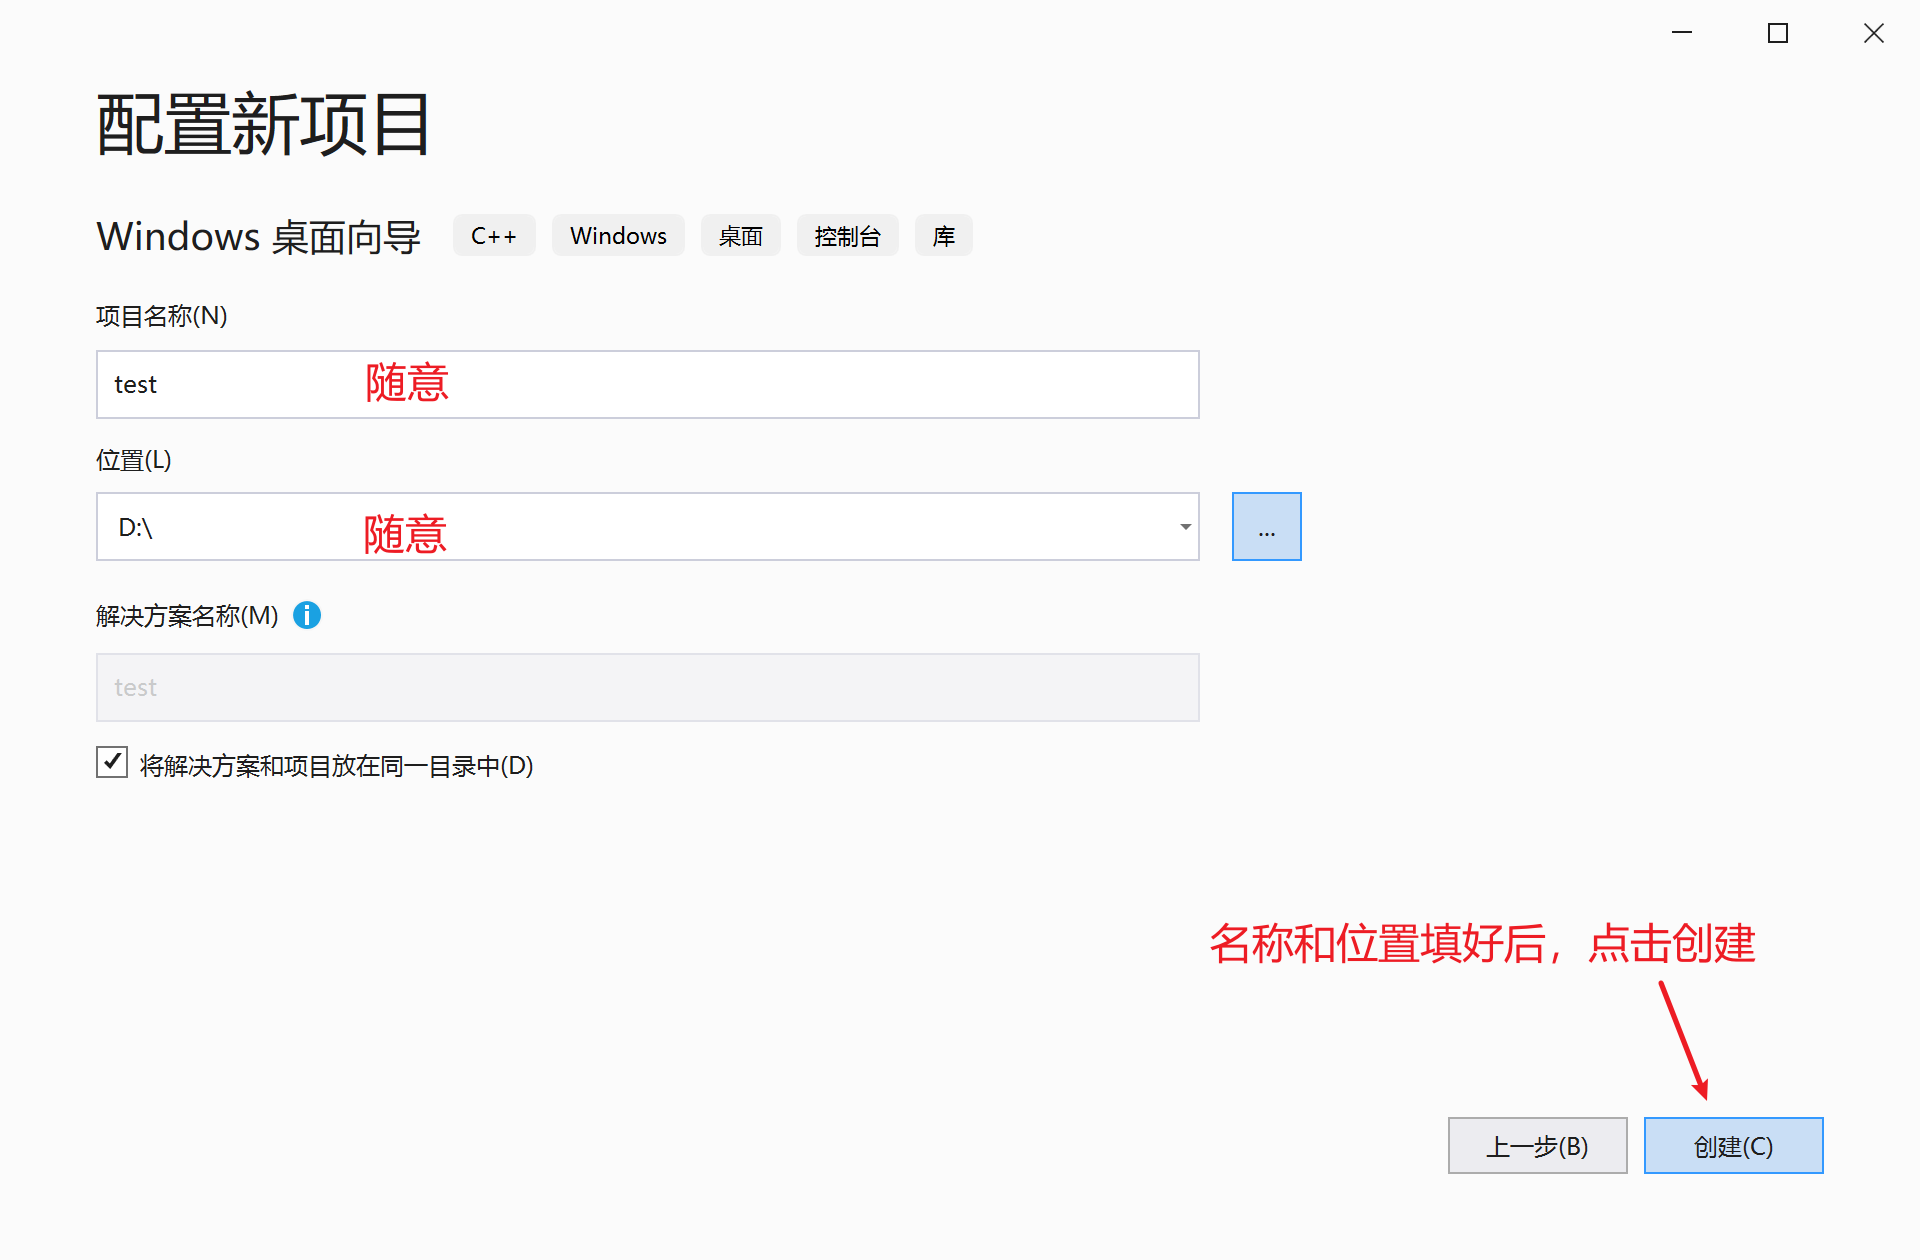 配置新项目
Windows 桌面向导 C++ Windows 桌面 控制台 库
项目名称(N)
test 随意
位置(L)
D:\ 随意 ...
解决方案名称(M)
test
将解决方案和项目放在同一目录中(D)
名称和位置填好后，点击创建
上一步(B) 创建(C)